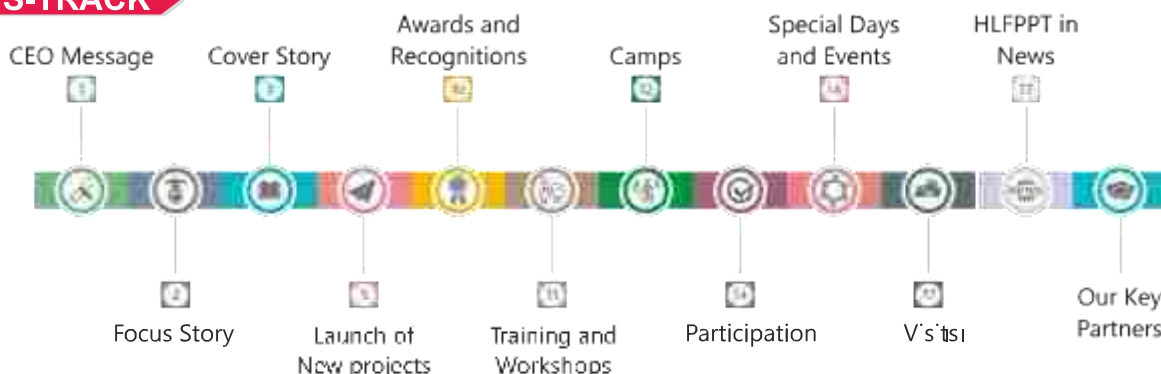 S-TRACK
CEO Message
Cover Story
Awards and
Recognitions
Camps
Special Days
and Events
HLFPPT in
News
Focus Story
Launch of
New projects
Training and
Workshops
Participation
Our Key
Partners